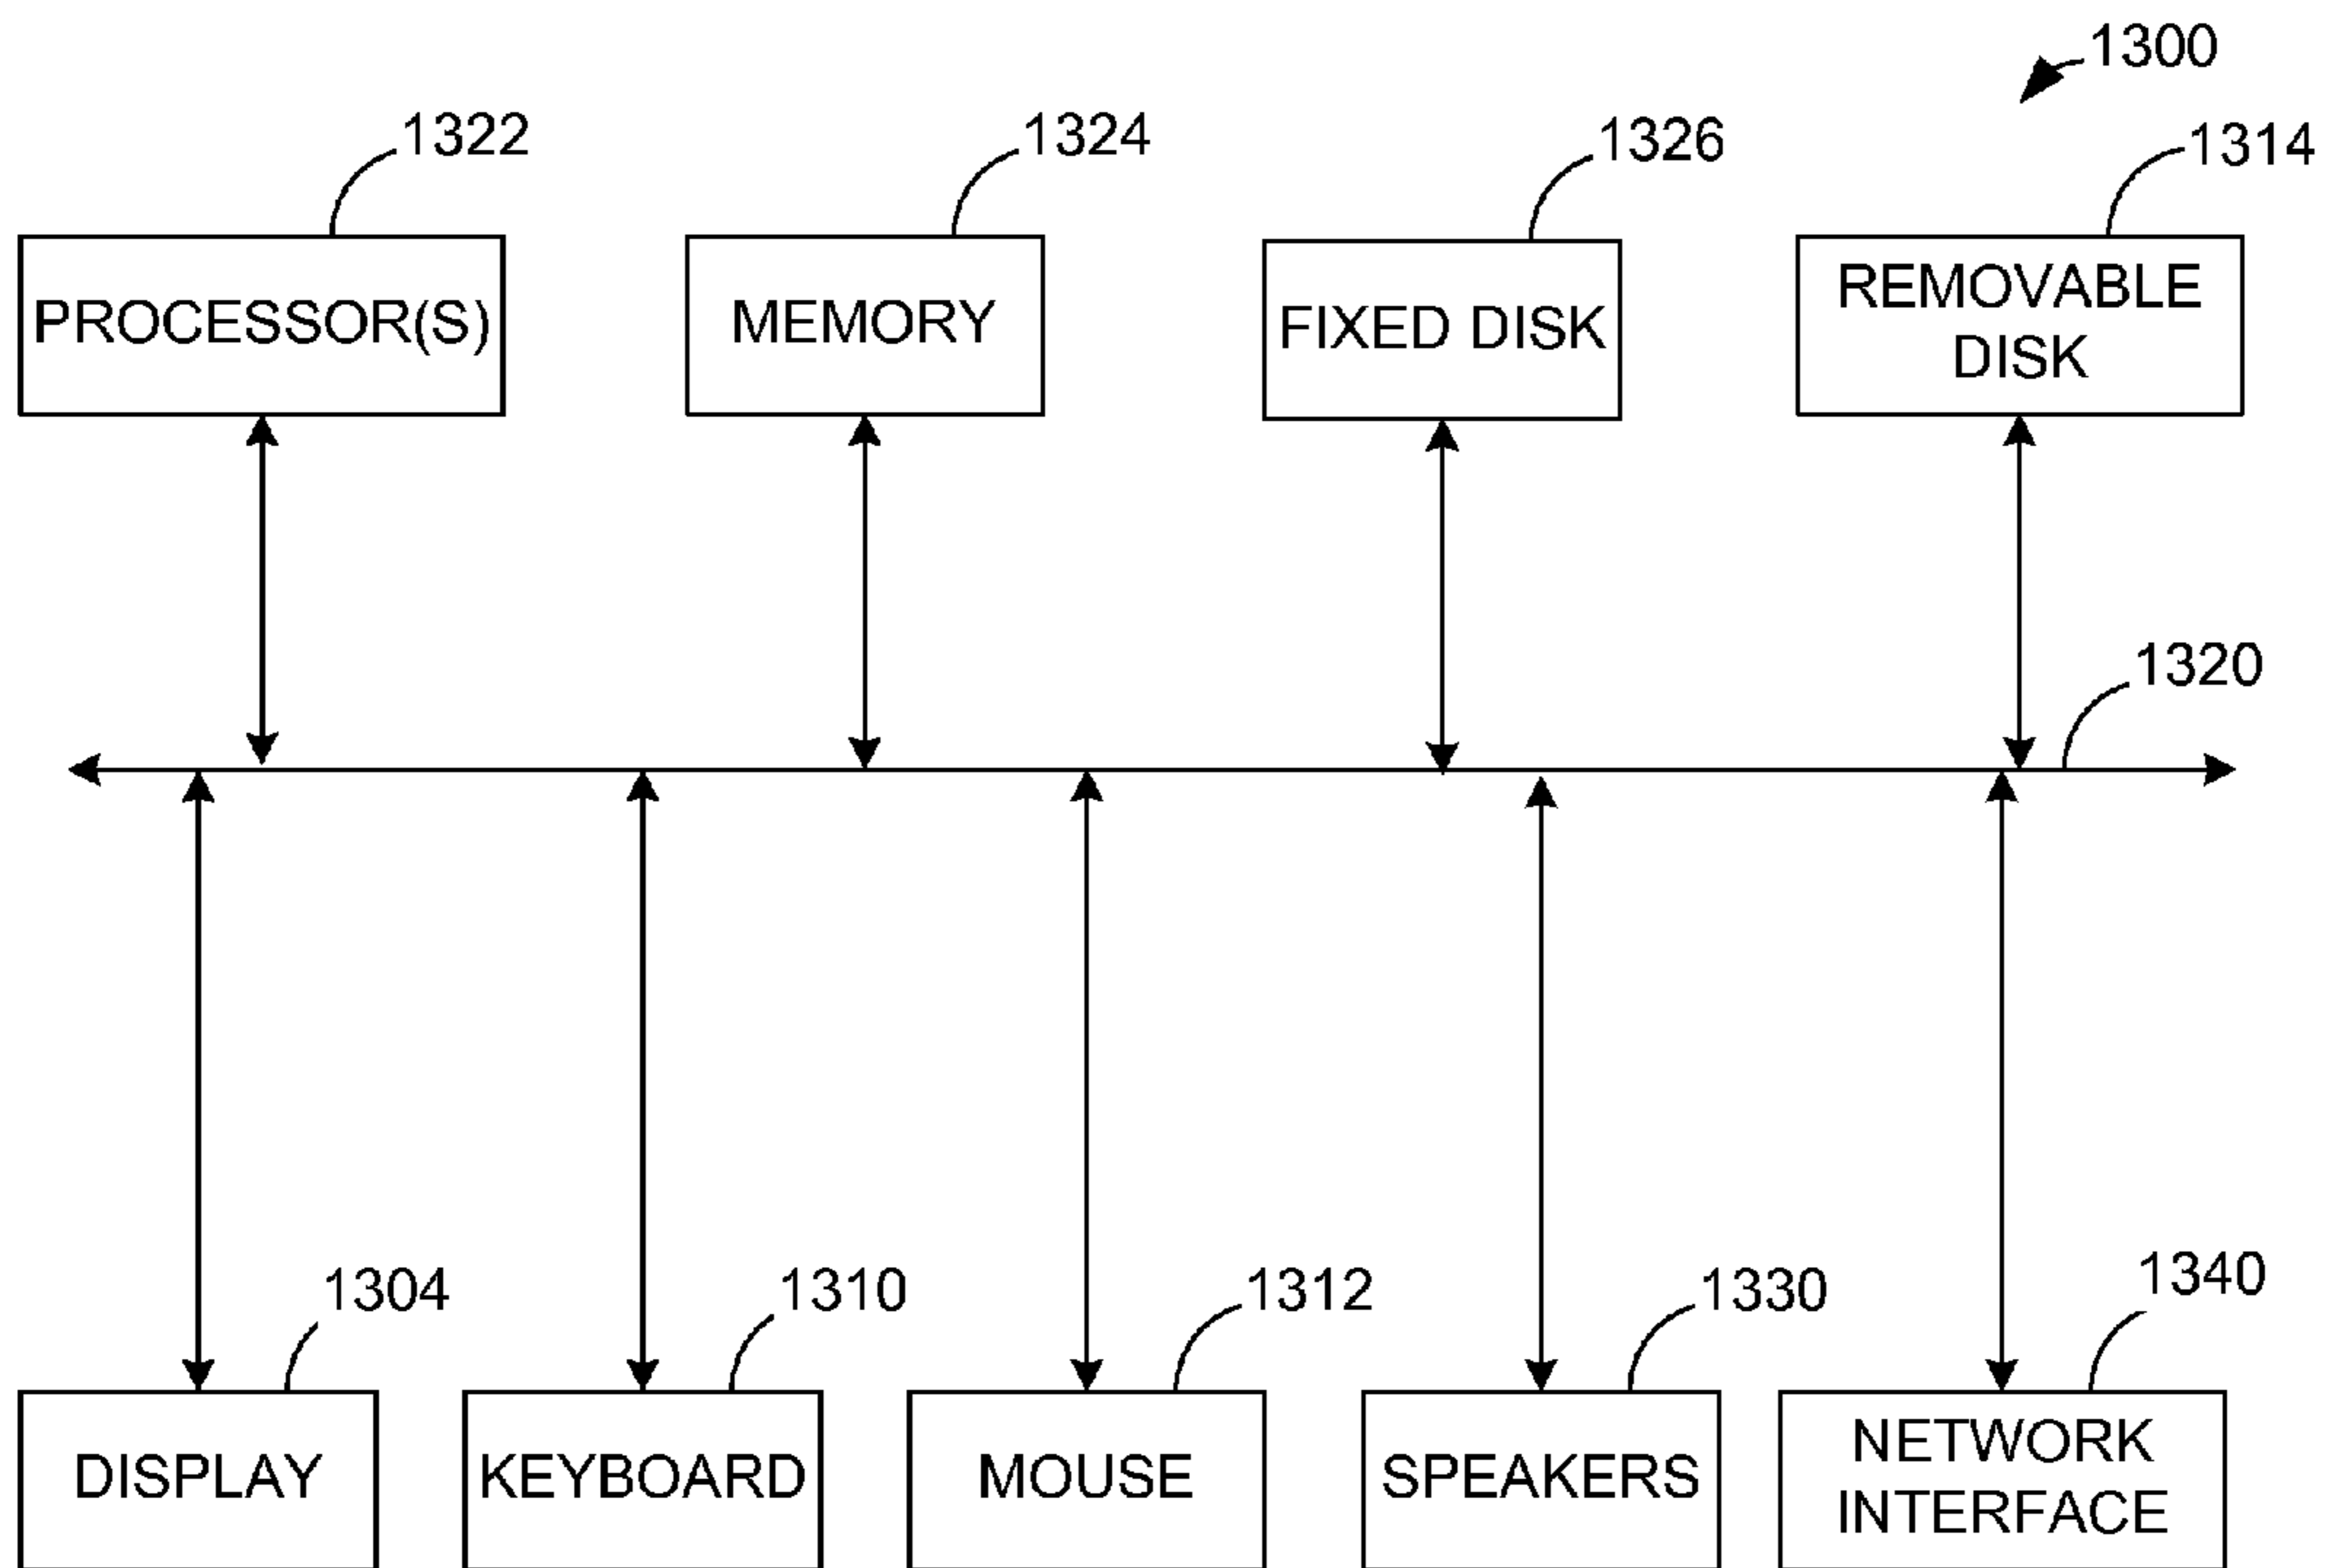 1300
1322
1324
1326
1314
PROCESSOR(S)
MEMORY
FIXED DISK
REMOVABLE
DISK
1320
1304
1310
1312
1330
1340
DISPLAY
KEYBOARD
MOUSE
SPEAKERS
NETWORK
INTERFACE